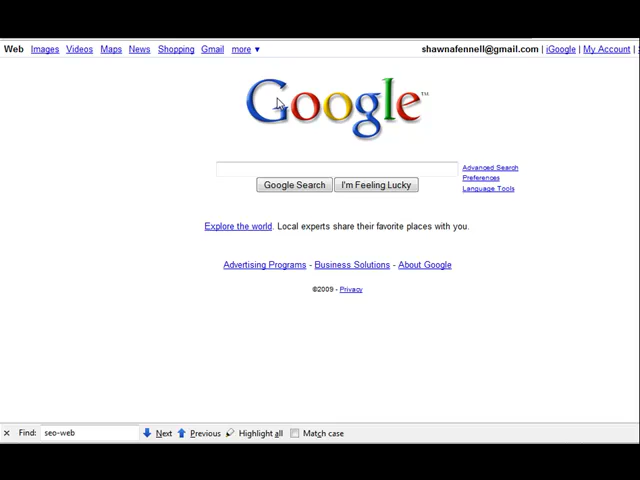 Web Images Videos Maps News Shopping Gmail more ▼ shawnafennell@gmail.com | iGoogle | My Account |
Google™
Advanced Search
Preferences
Language Tools
Google Search I'm Feeling Lucky
Explore the world. Local experts share their favorite places with you.
Advertising Programs - Business Solutions - About Google
©2009 - Privacy
Find: seo-web Next Previous Highlight all Match case